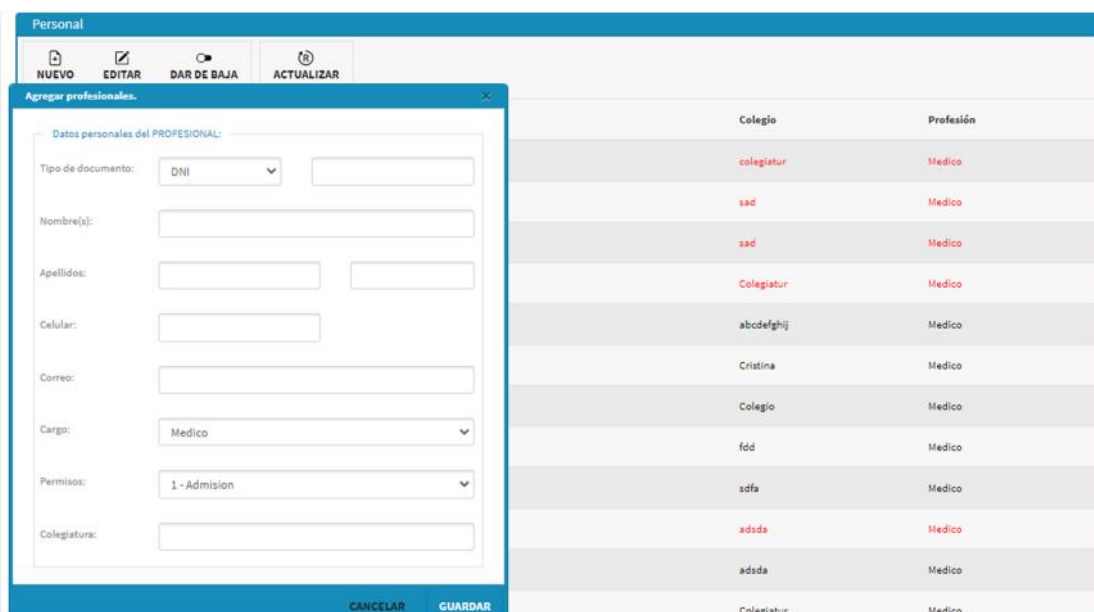 Personal
NUEVO EDITAR DAR DE BAJA ACTUALIZAR
Agregar profesionales.
Datos personales del PROFESIONAL:
Tipo de documento: DNI
Nombre(s):
Apellidos:
Celular:
Correo:
Cargo: Medico
Permisos: 1 - Admision
Colegiatura:
CANCELAR GUARDAR
Colegio Profesión
colegiatur Medico
sad Medico
sad Medico
Colegiatur Medico
abcdefghij Medico
Cristina Medico
Colegio Medico
fdd Medico
sdfa Medico
adsda Medico
adsda Medico
Colegiatur Medico